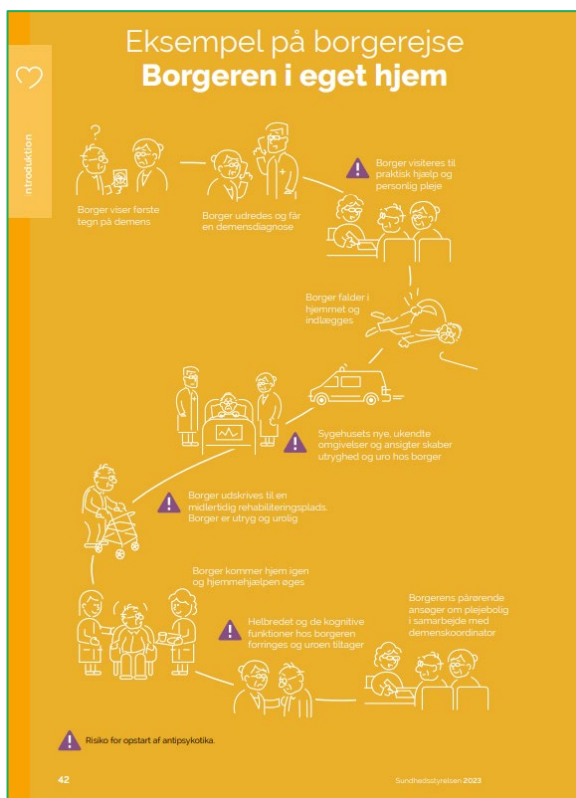 Eksempel på borgerejse
Borgeren i eget hjem
Introduktion
?
Borger viser første
tegn på demens
Borger udredes og får
en demensdiagnose
! Borger visiteres til
praktisk hjælp og
personlig pleje
Borger falder i
hjemmet og
indlægges
! Sygehusets nye, ukendte
omgivelser og ansigter skaber
utryghed og uro hos borger
! Borger udskrives til en
midlertidig rehabiliteringsplads.
Borger er utryg og urolig
Borger kommer hjem igen
og hjemmehjælpen øges
! Helbredet og de kognitive
funktioner hos borgeren
forringes og uroen tiltager
Borgerens pårørende
ansøger om plejebolig
i samarbejde med
demenskoordinator
! Risiko for opstart af antipsykotika.
42
Sundhedsstyrelsen 2023